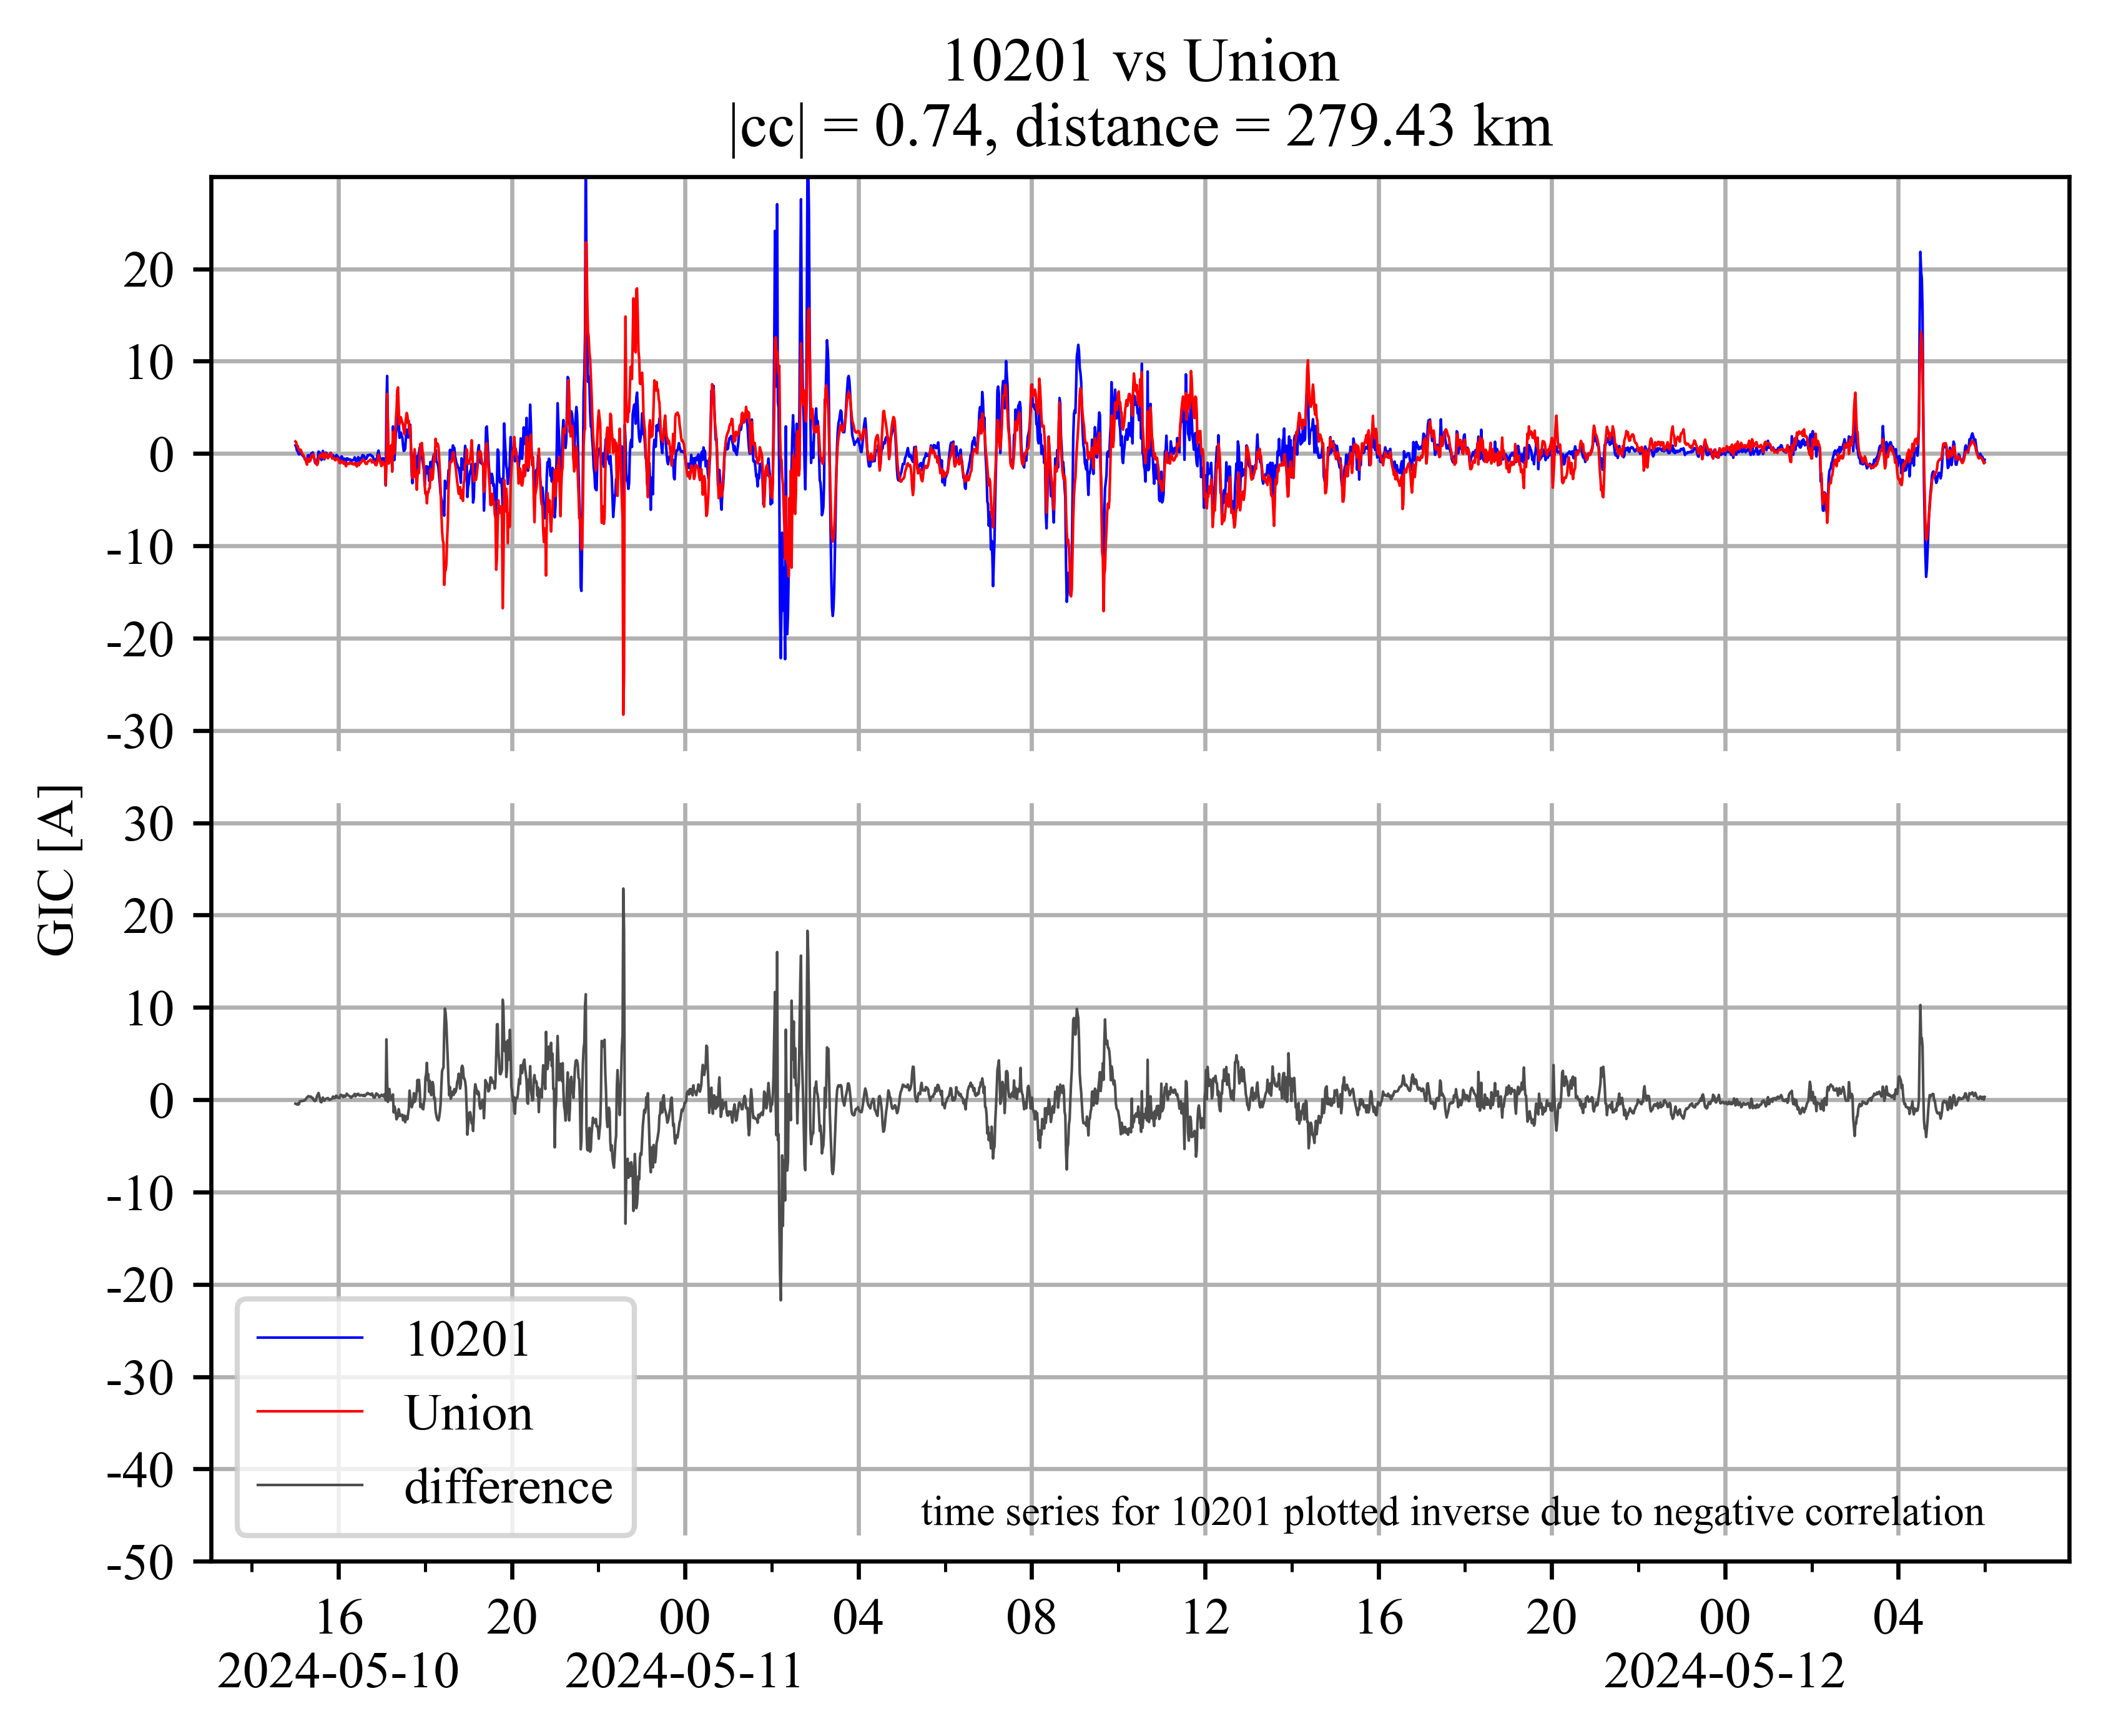 10201 vs Union
|cc| = 0.74, distance = 279.43 km
GIC [A]
20
10
0
-10
-20
-30
30
20
10
0
-10
-20
-30
-40
-50
10201
Union
difference
time series for 10201 plotted inverse due to negative correlation
16 20 00 04 08 12 16 20 00 04
2024-05-10 2024-05-11 2024-05-12